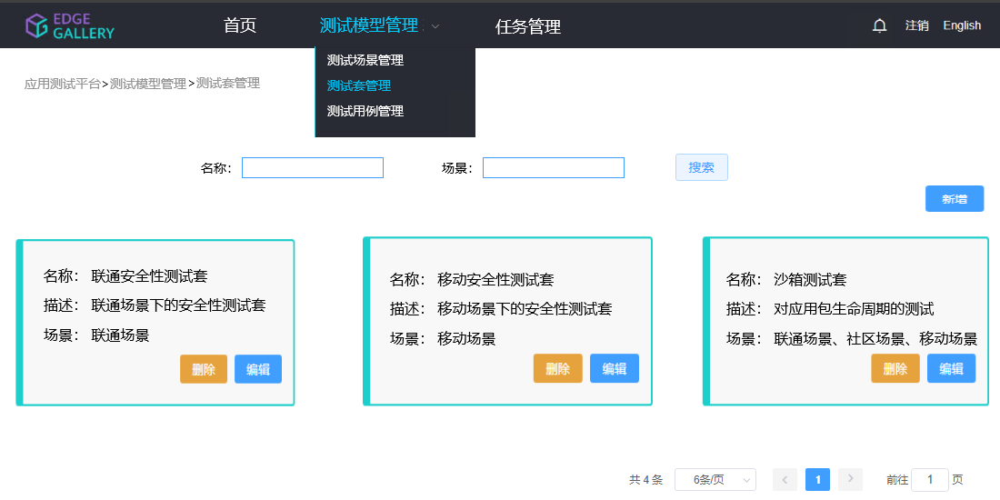 EDGE
GALLERY
首页
测试模型管理
任务管理
注销
English
测试场景管理
测试套管理
测试用例管理
应用测试平台>测试模型管理>测试套管理
名称：
场景：
搜索
新增
名称： 联通安全性测试套
描述： 联通场景下的安全性测试套
场景： 联通场景
删除
编辑
名称： 移动安全性测试套
描述： 移动场景下的安全性测试套
场景： 移动场景
删除
编辑
名称： 沙箱测试套
描述： 对应用包生命周期的测试
场景： 联通场景、社区场景、移动场景
删除
编辑
共 4 条 6条/页 < 1 > 前往 1 页